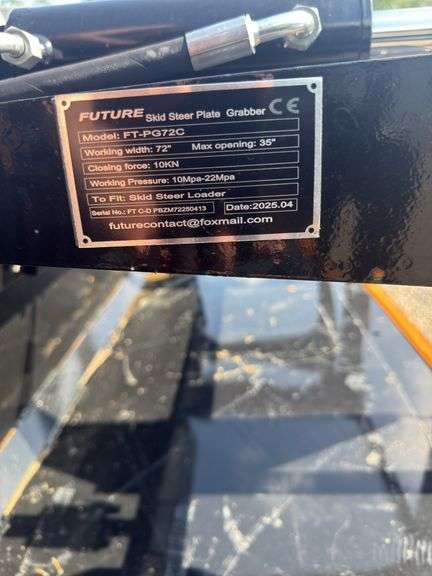 FUTURE Skid Steer Plate Grabber CE
Model: FT-PG72C
Working width: 72" Max opening: 35"
Closing force: 10KN
Working Pressure: 10Mpa-22Mpa
To Fit: Skid Steer Loader
Serial No.: FT C-D PBZM72250413 Date:2025.04
futurecontact@foxmail.com